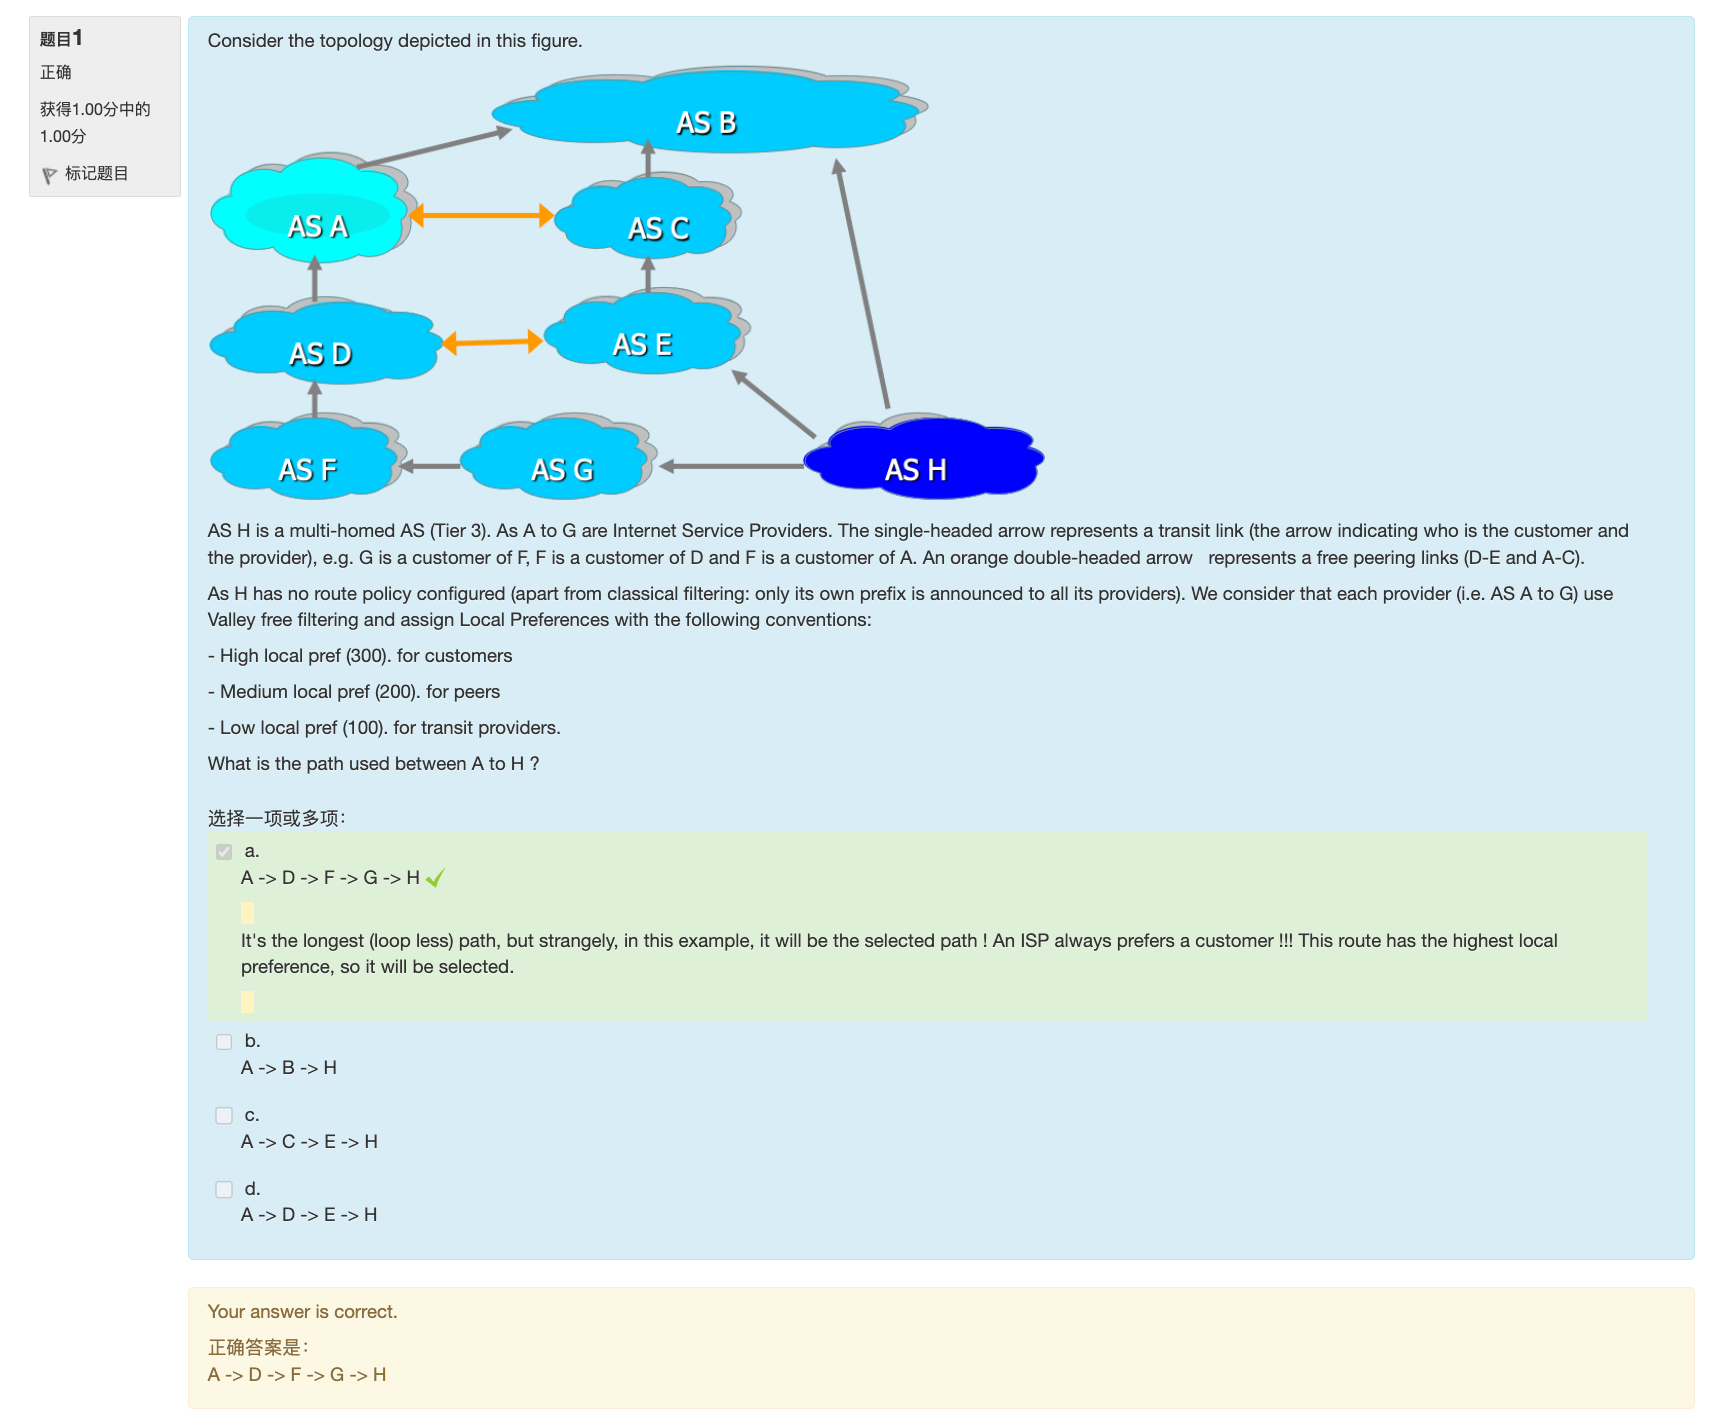 题目1
正确
获得1.00分中的
1.00分
标记题目
Consider the topology depicted in this figure.
AS B
AS A
AS C
AS D
AS E
AS F
AS G
AS H
AS H is a multi-homed AS (Tier 3). As A to G are Internet Service Providers. The single-headed arrow represents a transit link (the arrow indicating who is the customer and
the provider), e.g. G is a customer of F, F is a customer of D and F is a customer of A. An orange double-headed arrow   represents a free peering links (D-E and A-C).
As H has no route policy configured (apart from classical filtering: only its own prefix is announced to all its providers). We consider that each provider (i.e. AS A to G) use
Valley free filtering and assign Local Preferences with the following conventions:
- High local pref (300). for customers
- Medium local pref (200). for peers
- Low local pref (100). for transit providers.
What is the path used between A to H ?
选择一项或多项：
a.
A -> D -> F -> G -> H
It's the longest (loop less) path, but strangely, in this example, it will be the selected path ! An ISP always prefers a customer !!! This route has the highest local
preference, so it will be selected.
b.
A -> B -> H
c.
A -> C -> E -> H
d.
A -> D -> E -> H
Your answer is correct.
正确答案是：
A -> D -> F -> G -> H